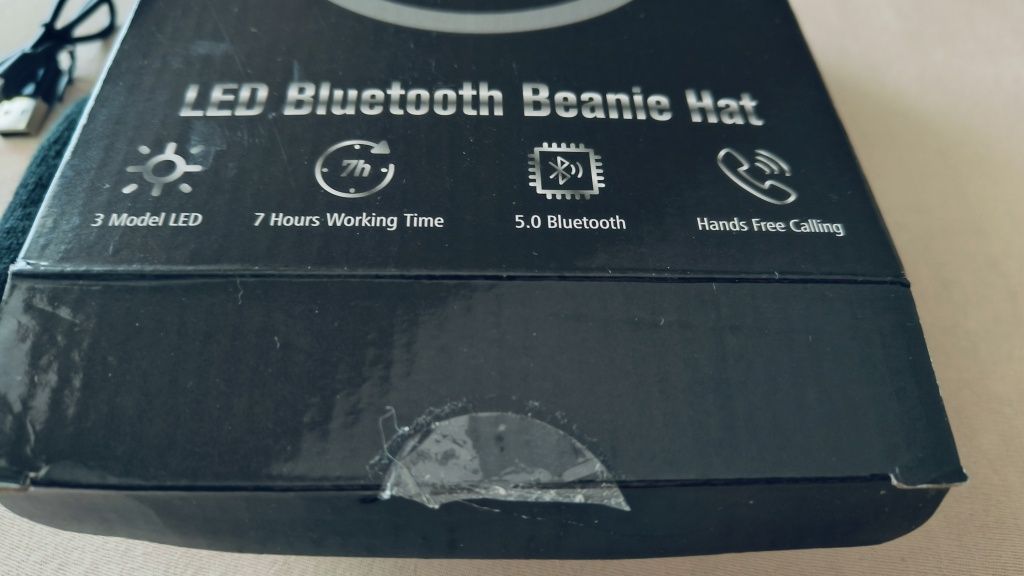 LED Bluetooth Beanie Hat
7h
3 Model LED
7 Hours Working Time
5.0 Bluetooth
Hands Free Calling